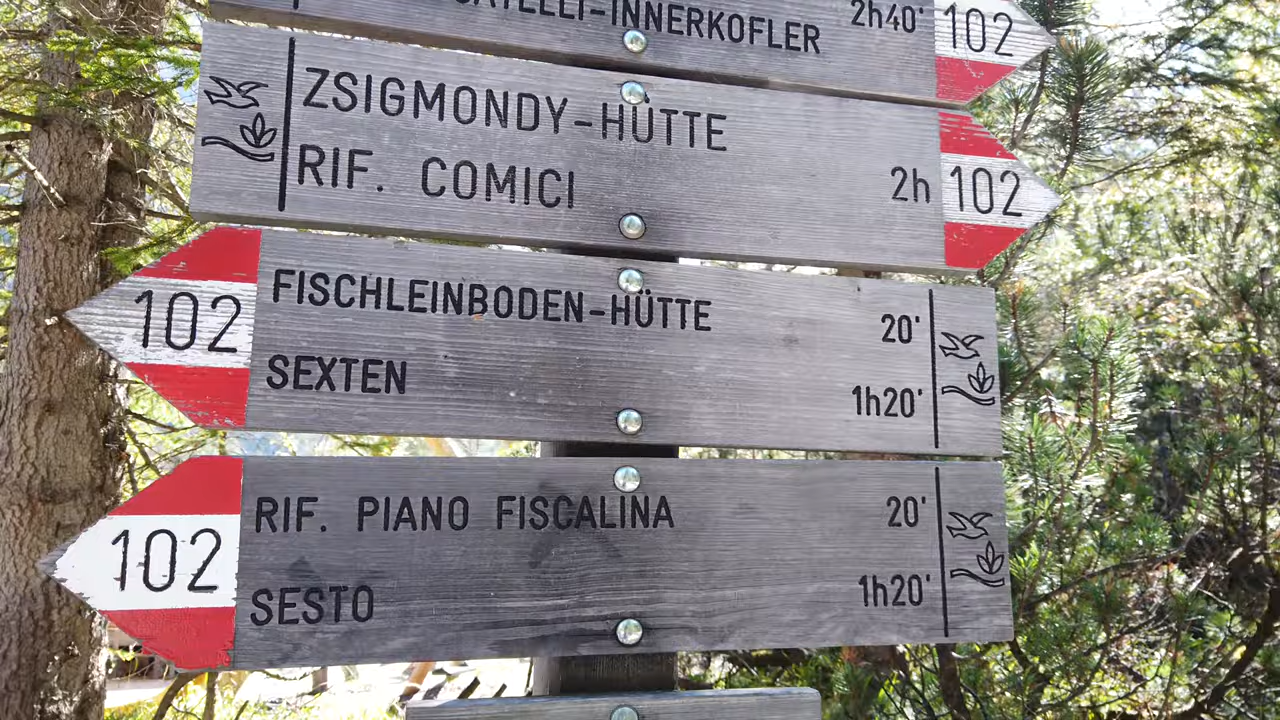 -INNERKOFLER 2h40' 102
ZSIGMONDY-HÜTTE
RIF. COMICI 2h 102
102 FISCHLEINBODEN-HÜTTE 20'
SEXTEN 1h20'
102 RIF. PIANO FISCALINA 20'
SESTO 1h20'